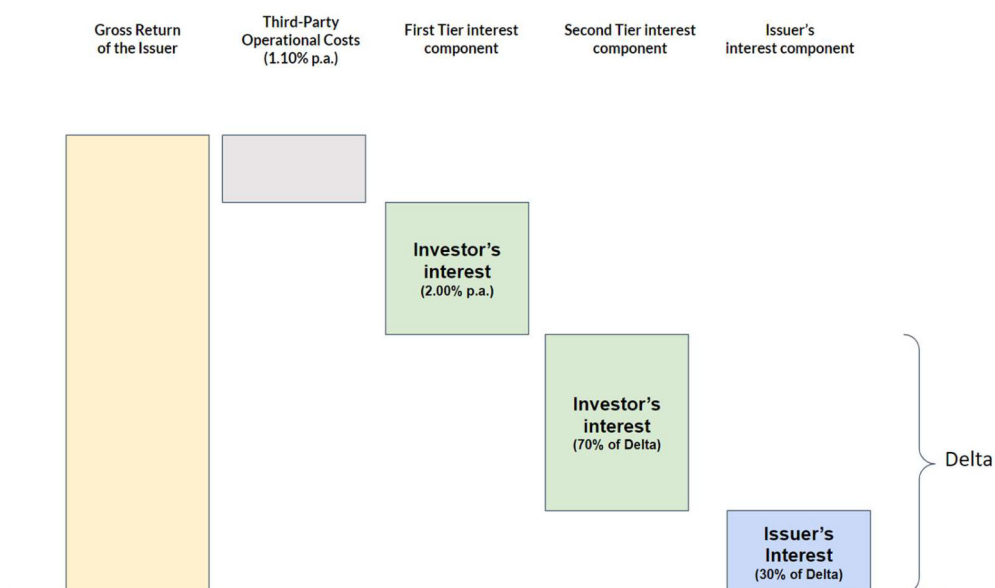 Gross Return
of the Issuer
Third-Party
Operational Costs
(1.10% p.a.)
First Tier interest
component
Second Tier interest
component
Issuer's
interest component
Investor's
interest
(2.00% p.a.)
Investor's
interest
(70% of Delta)
Delta
Issuer's
Interest
(30% of Delta)